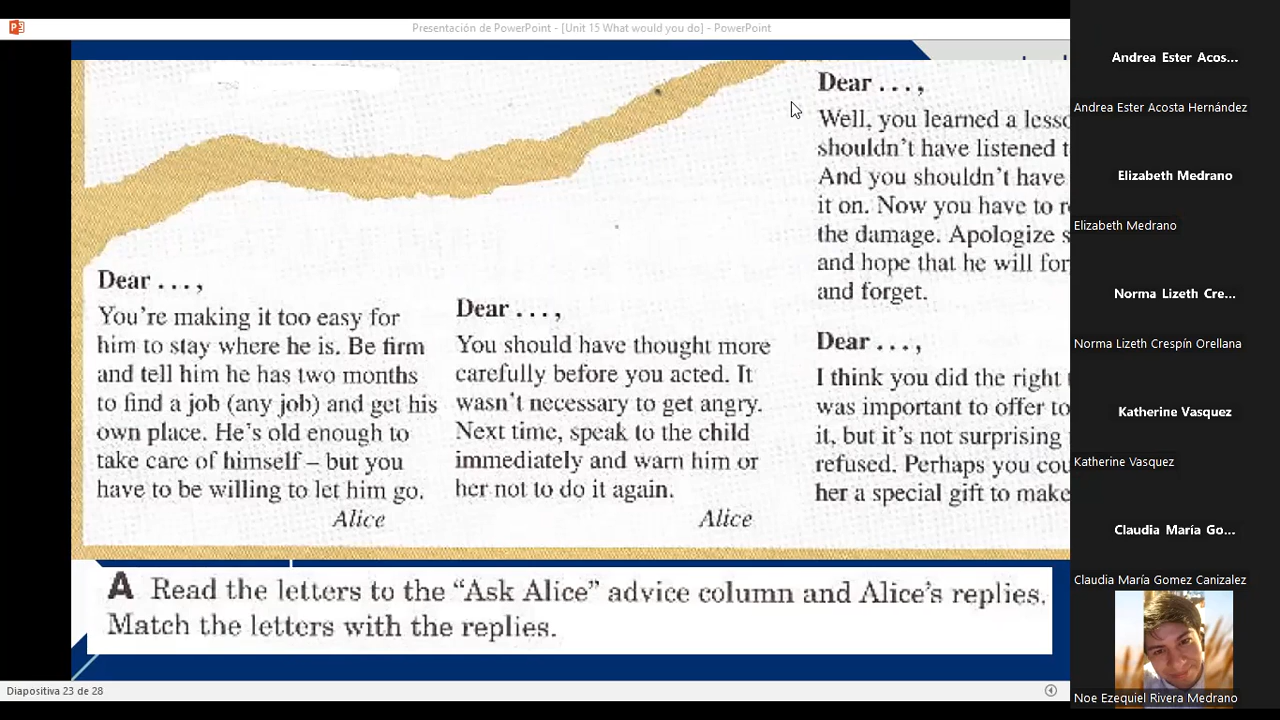 Presentación de PowerPoint - [Unit 15 What would you do] - PowerPoint
Dear . . . ,
You're making it too easy for
him to stay where he is. Be firm
and tell him he has two months
to find a job (any job) and get his
own place. He's old enough to
take care of himself – but you
have to be willing to let him go.
Alice
Dear . . . ,
You should have thought more
carefully before you acted. It
wasn't necessary to get angry.
Next time, speak to the child
immediately and warn him or
her not to do it again.
Alice
Dear . . . ,
Well, you learned a
shouldn't have listened
And you shouldn't have
it on. Now you have to
the damage. Apologize
and hope that he will
and forget.
Dear . . . ,
I think you did the right
was important to offer to
it, but it's not surprising
refused. Perhaps you
her a special gift to make
A Read the letters to the "Ask Alice" advice column and Alice's replies.
Match the letters with the replies.
Diapositiva 23 de 28
Andrea Ester Acos...
Andrea Ester Acosta Hernández
Elizabeth Medrano
Elizabeth Medrano
Norma Lizeth Cre...
Norma Lizeth Crespín Orellana
Katherine Vasquez
Katherine Vasquez
Claudia María Go...
Claudia María Gomez Canizalez
Noe Ezequiel Rivera Medrano